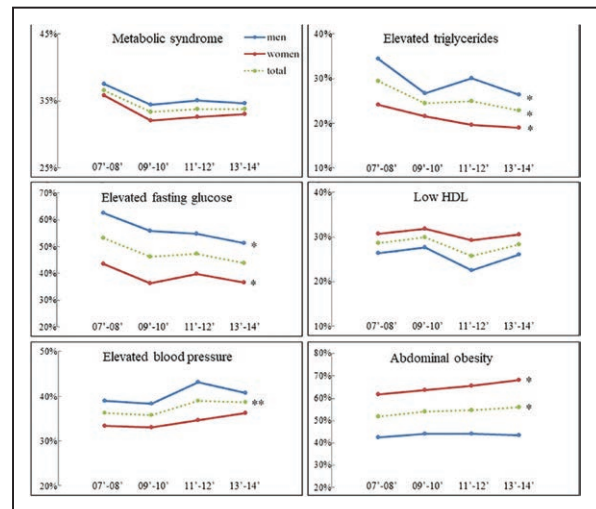 Metabolic syndrome
men
women
total
45%
35%
25%
07'-08' 09'-10' 11'-12' 13'-14'
Elevated triglycerides
40%
30%
20%
10%
*
*
*
07'-08' 09'-10' 11'-12' 13'-14'
Elevated fasting glucose
70%
60%
50%
40%
30%
20%
*
*
07'-08' 09'-10' 11'-12' 13'-14'
Low HDL
40%
30%
20%
10%
07'-08' 09'-10' 11'-12' 13'-14'
Elevated blood pressure
50%
40%
30%
20%
**
07'-08' 09'-10' 11'-12' 13'-14'
Abdominal obesity
80%
70%
60%
50%
40%
30%
20%
*
*
07'-08' 09'-10' 11'-12' 13'-14'